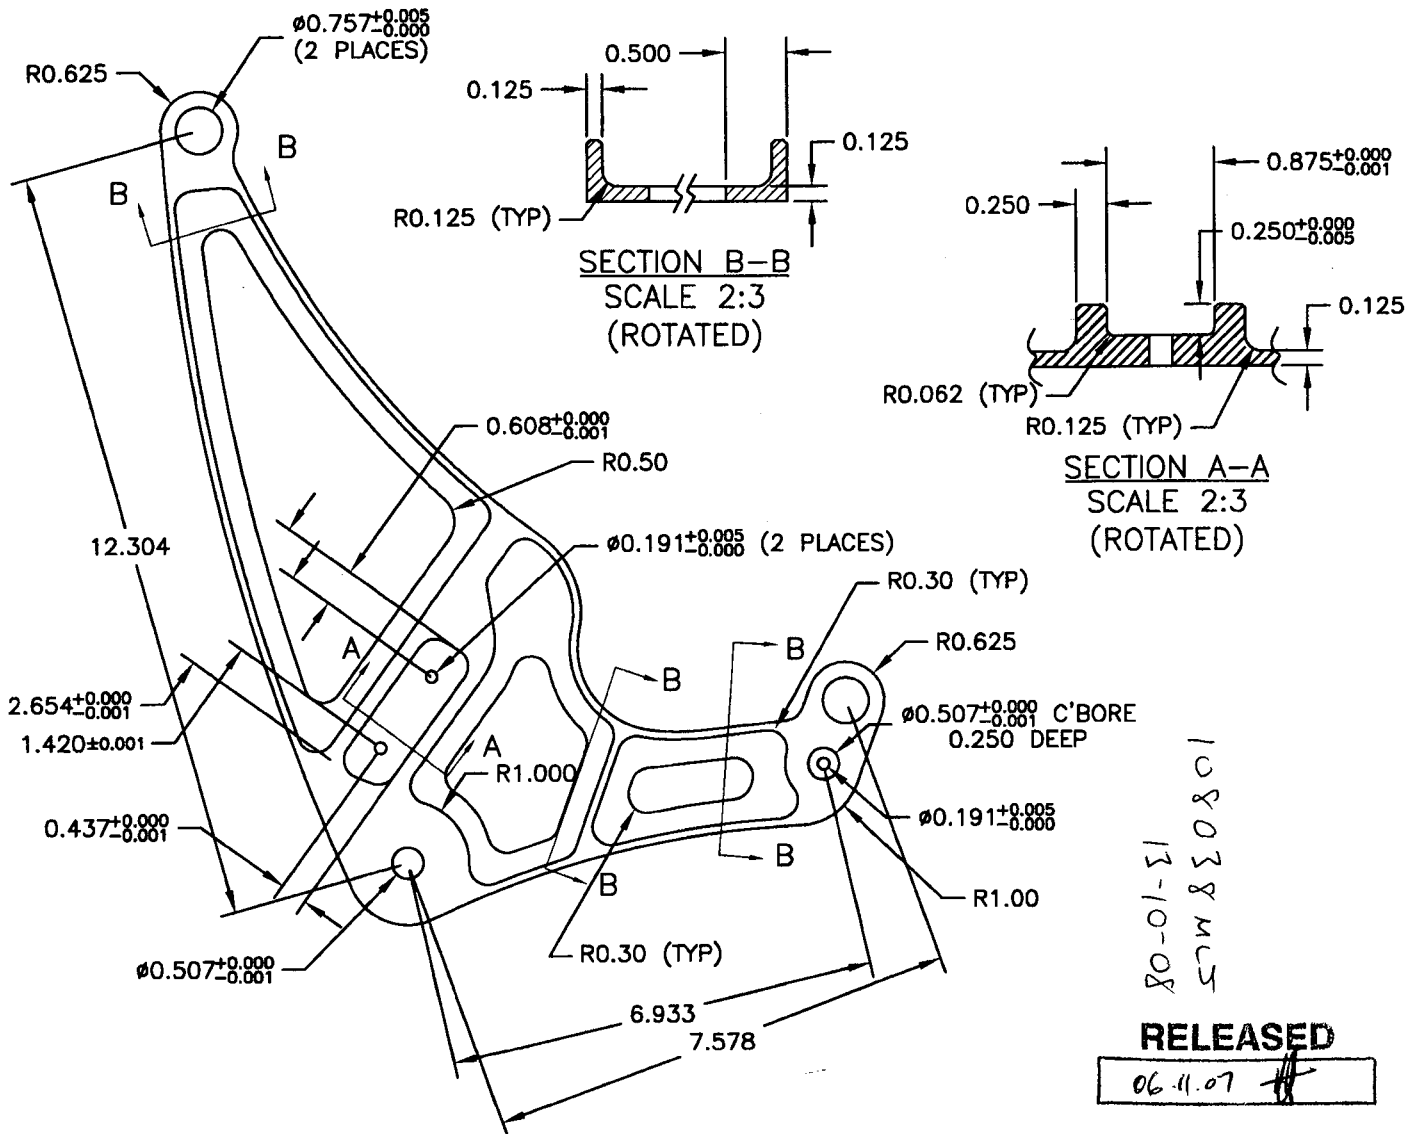 ø0.757+0.005
-0.000
(2 PLACES)
R0.625
B
B
0.500
0.125
0.125
R0.125 (TYP)
SECTION B-B
SCALE 2:3
(ROTATED)
0.875+0.000
-0.001
0.250
0.250+0.000
-0.005
0.125
R0.062 (TYP)
R0.125 (TYP)
SECTION A-A
SCALE 2:3
(ROTATED)
0.608+0.000
-0.001
R0.50
12.304
ø0.191+0.005
-0.000 (2 PLACES)
R0.30 (TYP)
R0.625
A
B
B
2.654+0.000
-0.001
1.420±0.001
A
R1.000
ø0.507+0.000
-0.001 C'BORE
0.250 DEEP
0.437+0.000
-0.001
ø0.191+0.005
-0.000
B
B
R1.00
R0.30 (TYP)
ø0.507+0.000
-0.001
6.933
7.578
13-10-08
RELEASED
06.11.07